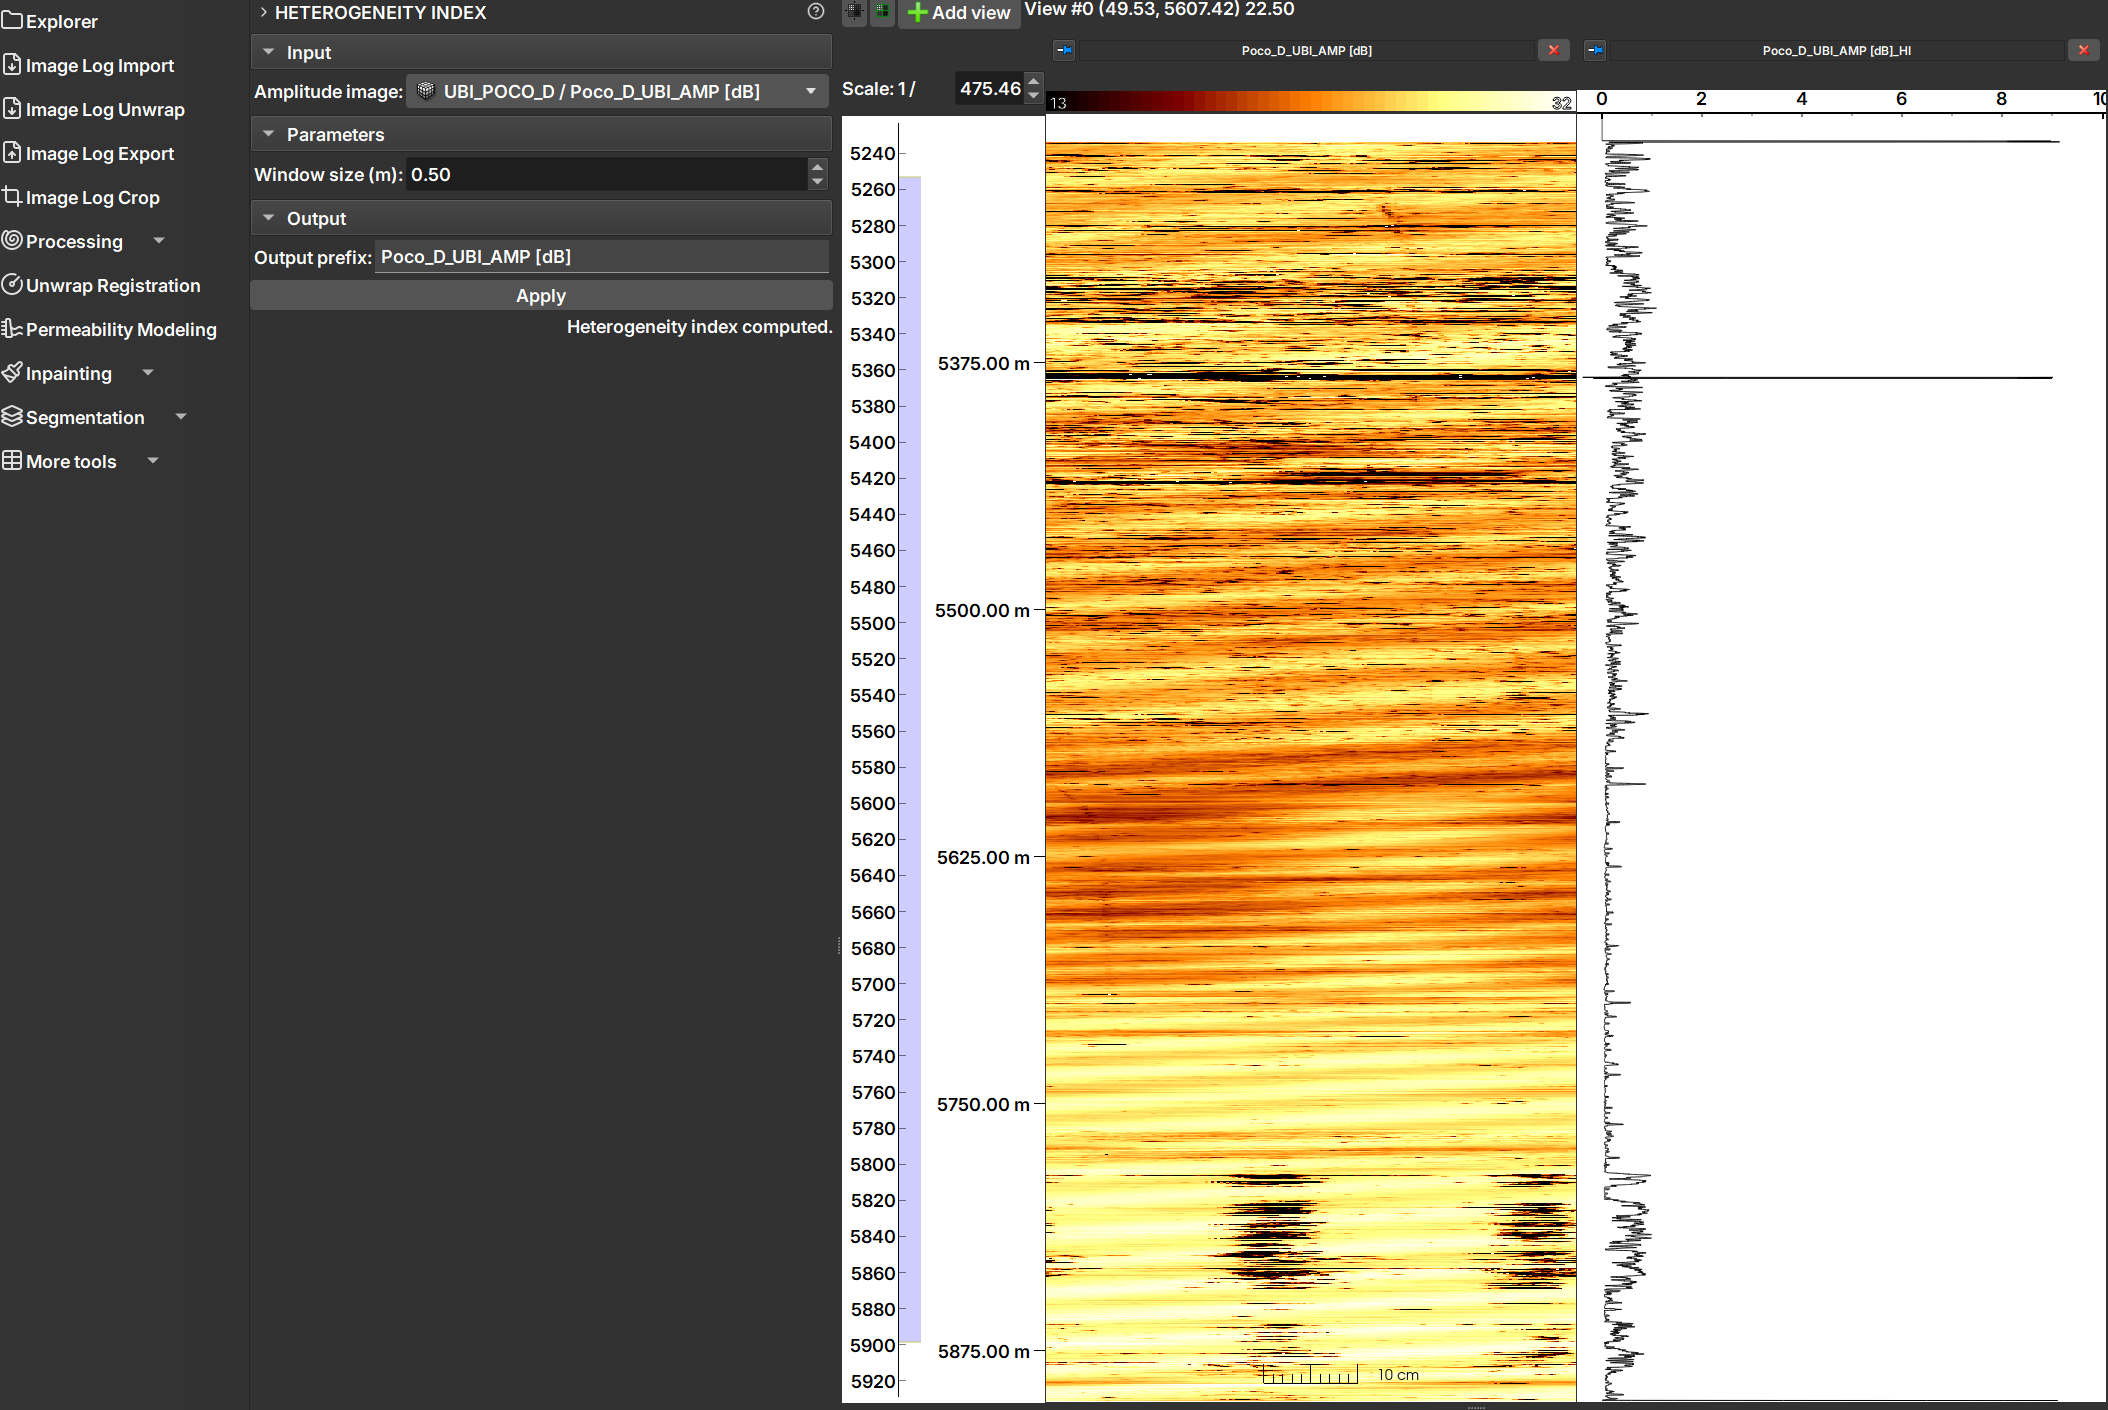 Explorer
Image Log Import
Image Log Unwrap
Image Log Export
Image Log Crop
Processing
Unwrap Registration
Permeability Modeling
Inpainting
Segmentation
More tools
HETEROGENEITY INDEX
Input
Amplitude image: UBI_POCO_D / Poco_D_UBI_AMP [dB]
Parameters
Window size (m): 0.50
Output
Output prefix: Poco_D_UBI_AMP [dB]
Apply
Heterogeneity index computed.
Add view View #0 (49.53, 5607.42) 22.50
Poco_D_UBI_AMP [dB]
Poco_D_UBI_AMP [dB]_HI
Scale: 1/ 475.46
13 32
0 2 4 6 8 10
5240
5260
5280
5300
5320
5340
5360
5380
5400
5420
5440
5460
5480
5500
5520
5540
5560
5580
5600
5620
5640
5660
5680
5700
5720
5740
5760
5780
5800
5820
5840
5860
5880
5900
5920
5375.00 m
5500.00 m
5625.00 m
5750.00 m
5875.00 m
10 cm